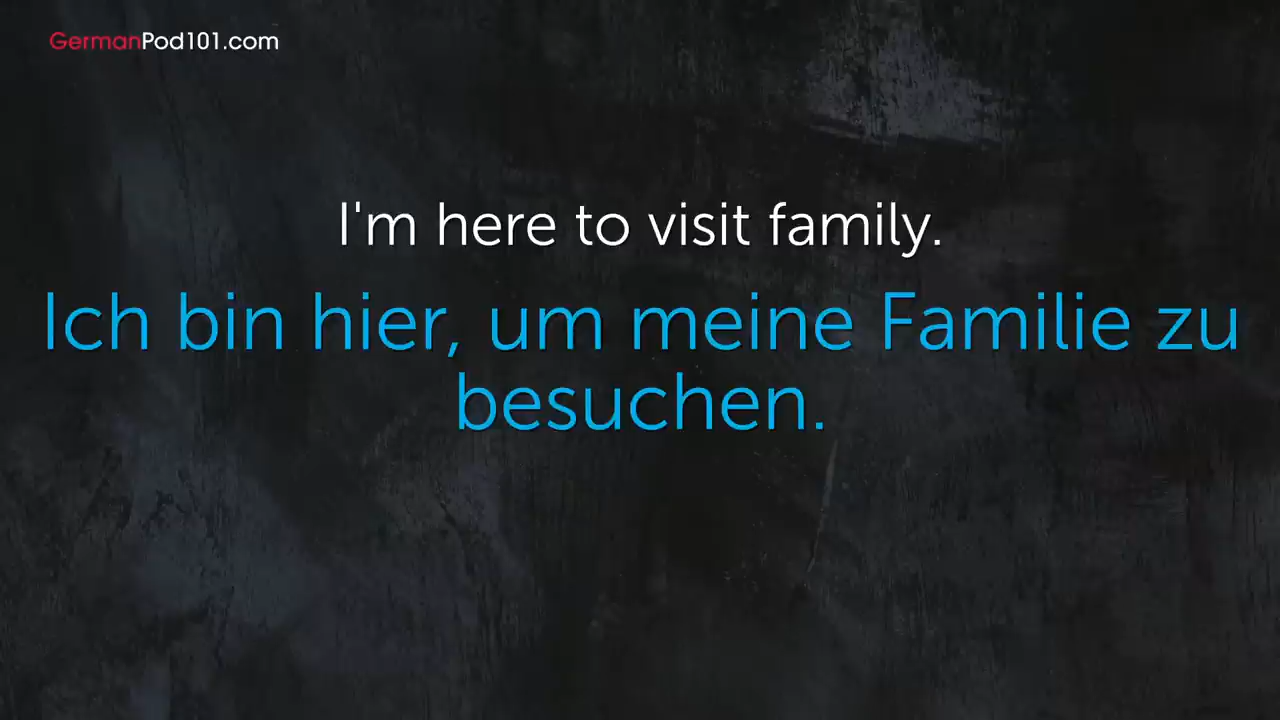 GermanPod101.com
I'm here to visit family.
Ich bin hier, um meine Familie zu
besuchen.